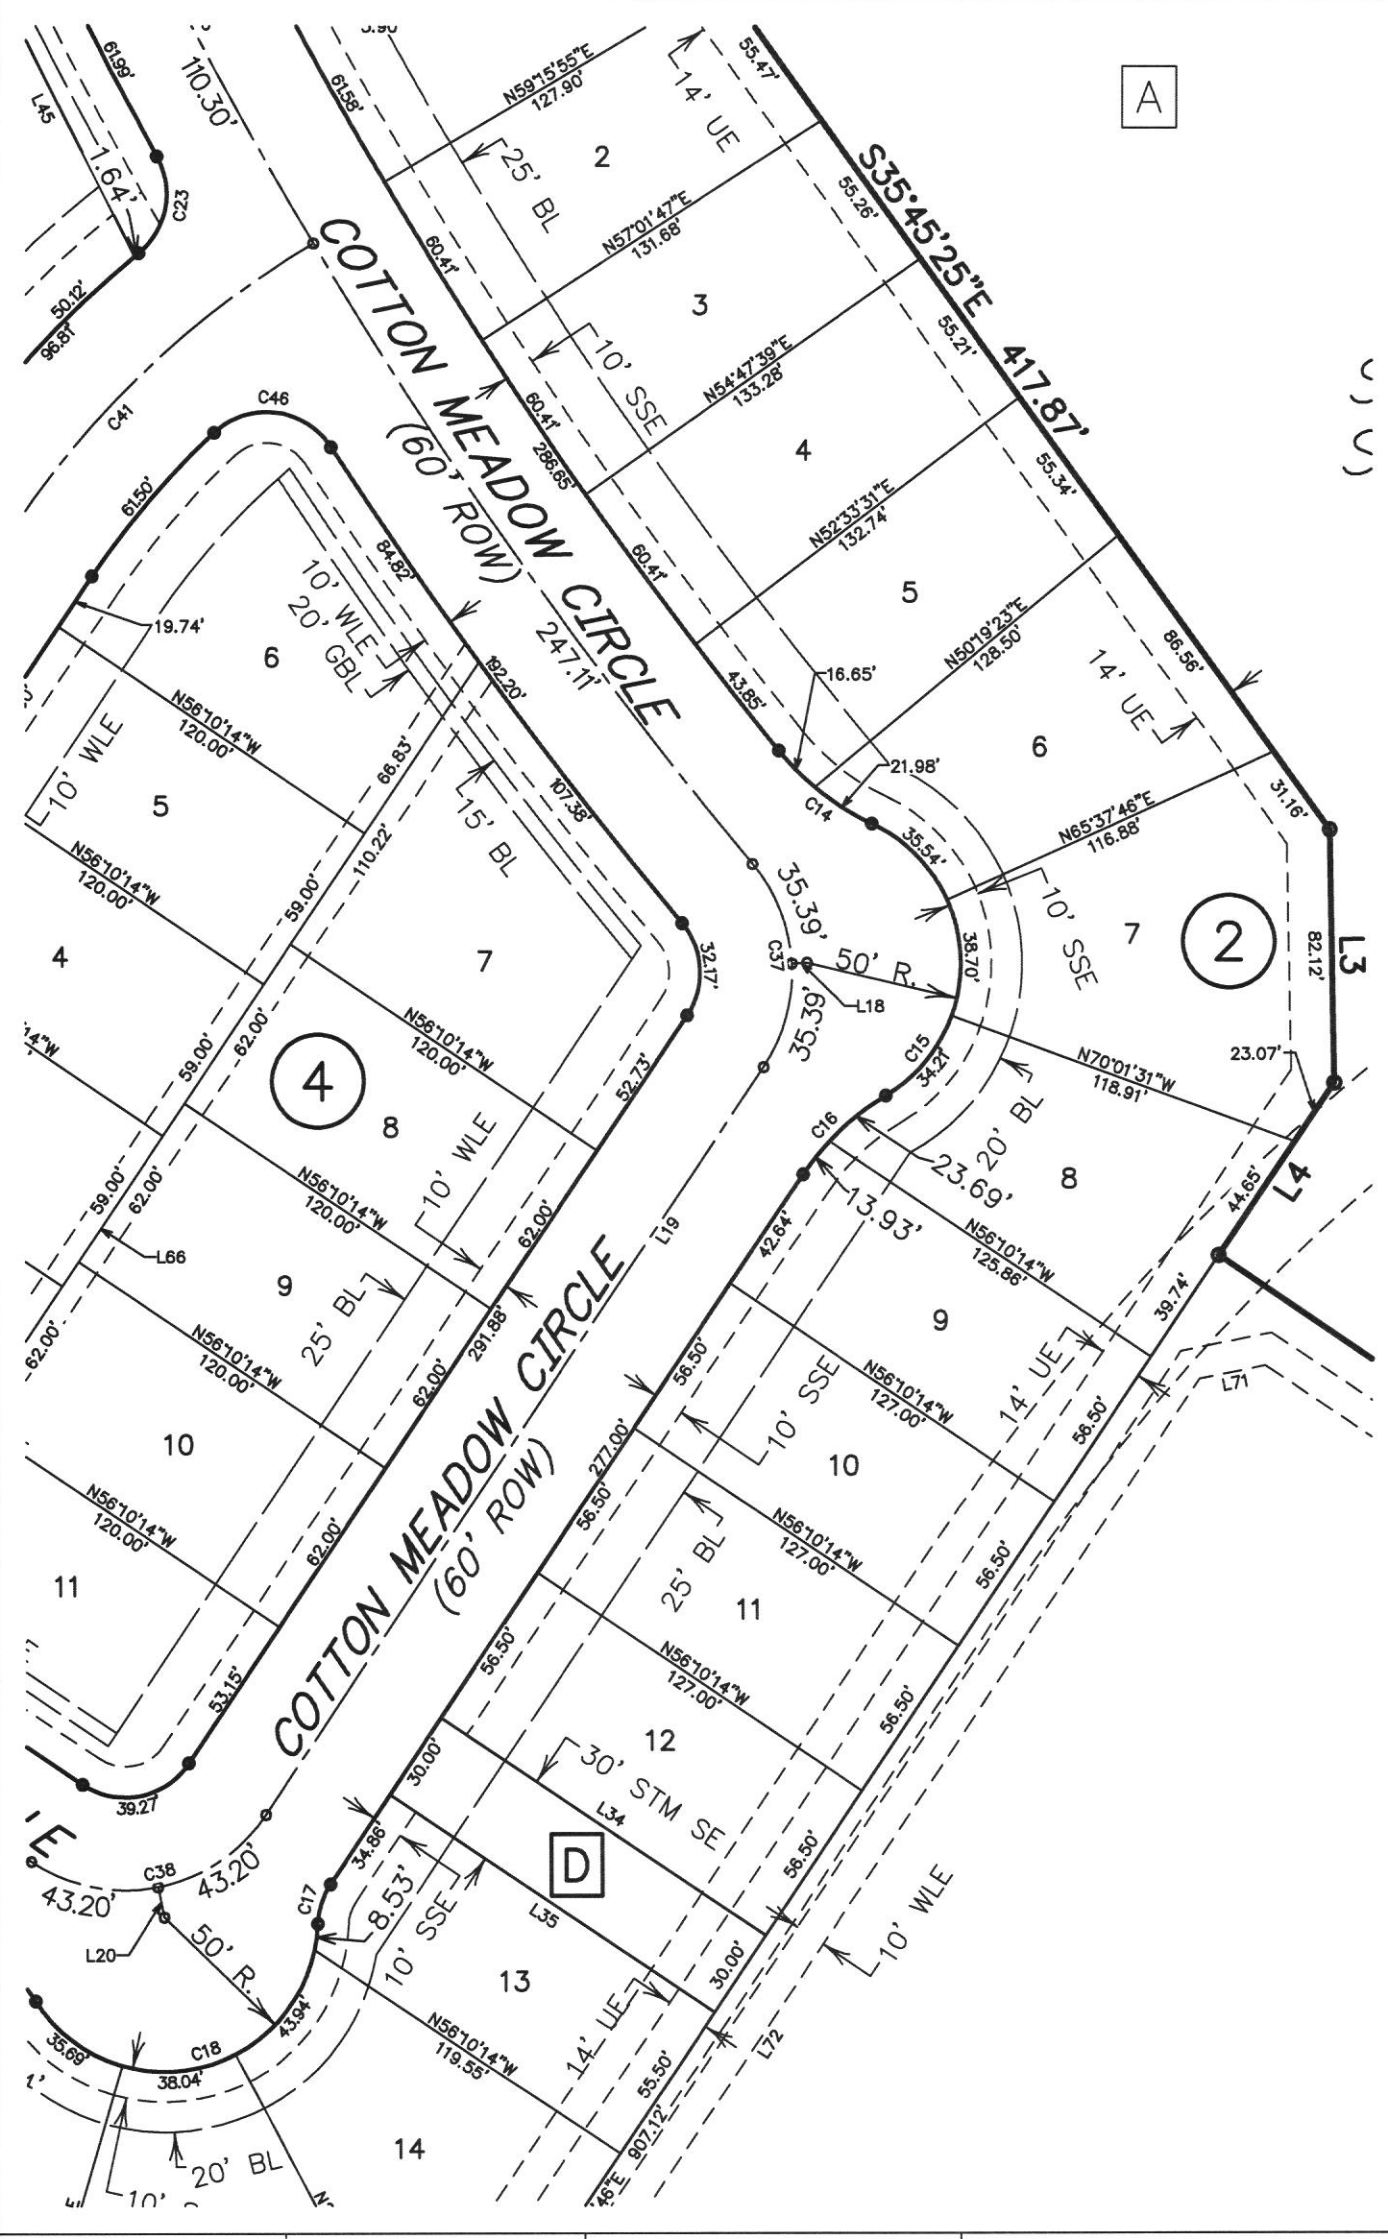 61.99'
L45
1.64'
C23
50.12'
96.81'
110.30'
61.58'
N59°15'55"E
127.90'
2
14' UE
55.47'
A
25' BL
N57°01'47"E
131.68'
55.26'
S35°45'25"E 417.87'
60.41'
3
10' SSE
N54°47'39"E
133.28'
55.21'
COTTON MEADOW CIRCLE
(60' ROW)
247.11'
C41
C46
61.50'
84.82'
60.41'
286.65'
4
N52°33'31"E
132.74'
55.34'
60.41'
5
N50°19'23"E
128.50'
14' UE
86.56'
19.74'
6
10' WLE
20' GBL
192.20'
43.85'
16.65'
6
21.98'
31.16'
N56°10'14"W
120.00'
10' WLE
66.83'
15' BL
107.38'
C14
35.54'
N65°37'46"E
116.88'
5
110.22'
N56°10'14"W
120.00'
59.00'
35.39'
10' SSE
7
2
82.12'
L3
4
7
32.17'
C37
50' R.
38.70'
L18
35.39'
N56°10'14"W
120.00'
62.00'
59.00'
14"W
4
52.73'
C15
34.21'
N70°01'31"W
118.91'
23.07'
8
10' WLE
C16
20' BL
23.69'
13.93'
8
44.65'
L4
N56°10'14"W
120.00'
59.00'
62.00'
L66
62.00'
L19
42.64'
N56°10'14"W
125.86'
39.74'
9
25' BL
291.88'
9
14' UE
L71
N56°10'14"W
120.00'
62.00'
62.00'
56.50'
10' SSE
N56°10'14"W
127.00'
56.50'
10
277.00'
10
COTTON MEADOW CIRCLE
(60' ROW)
56.50'
25' BL
N56°10'14"W
127.00'
56.50'
N56°10'14"W
120.00'
62.00'
11
11
56.50'
N56°10'14"W
127.00'
56.50'
53.15'
12
30' STM SE
30.00'
L34
D
56.50'
39.27'
'E
34.86'
L35
10' WLE
C38
43.20'
43.20'
C17
8.53'
10' SSE
L20
50' R.
13
30.00'
14' UE
L72
43.94'
N56°10'14"W
119.55'
55.50'
35.69'
C18
38.04'
907.12'
14
20' BL
46"E